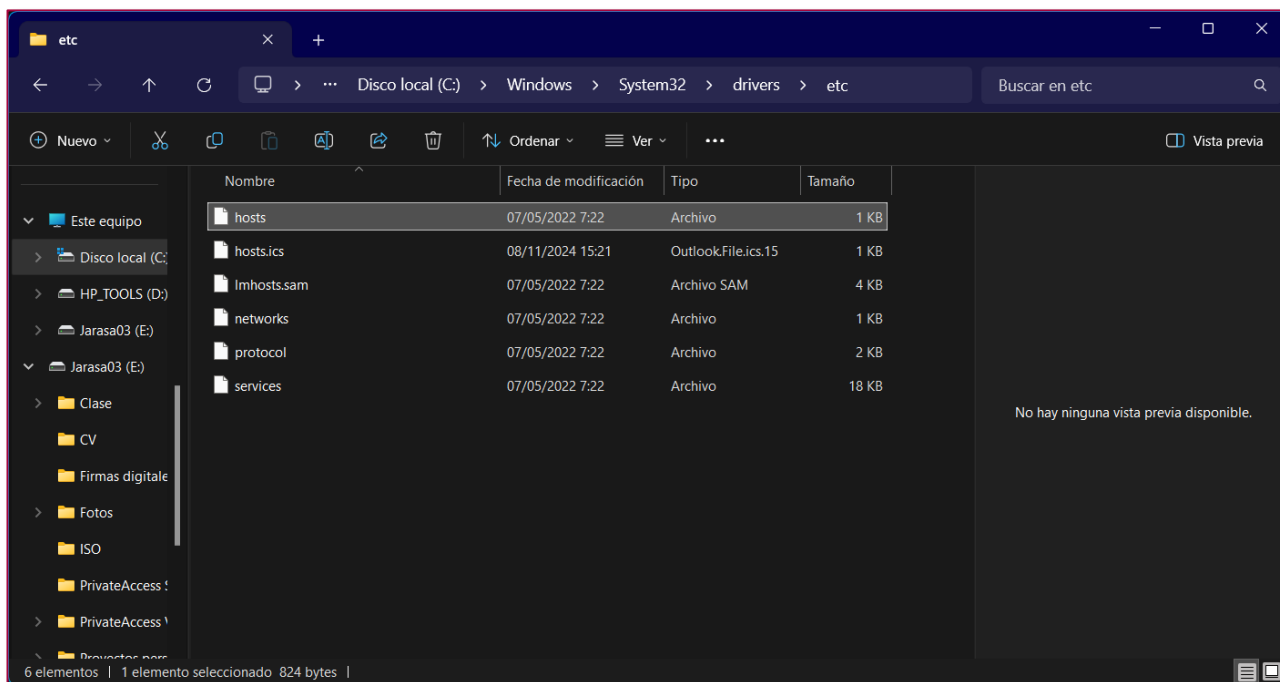 etc
Disco local (C:) > Windows > System32 > drivers > etc
Buscar en etc
Nuevo
Ordenar
Ver
Vista previa
Nombre Fecha de modificación Tipo Tamaño
Este equipo
Disco local (C:
HP_TOOLS (D:)
Jarasa03 (E:)
Jarasa03 (E:)
Clase
CV
Firmas digitale
Fotos
ISO
PrivateAccess
PrivateAccess
Proyectos pers
hosts 07/05/2022 7:22 Archivo 1 KB
hosts.ics 08/11/2024 15:21 Outlook.File.ics.15 1 KB
lmhosts.sam 07/05/2022 7:22 Archivo SAM 4 KB
networks 07/05/2022 7:22 Archivo 1 KB
protocol 07/05/2022 7:22 Archivo 2 KB
services 07/05/2022 7:22 Archivo 18 KB
No hay ninguna vista previa disponible.
6 elementos | 1 elemento seleccionado 824 bytes |